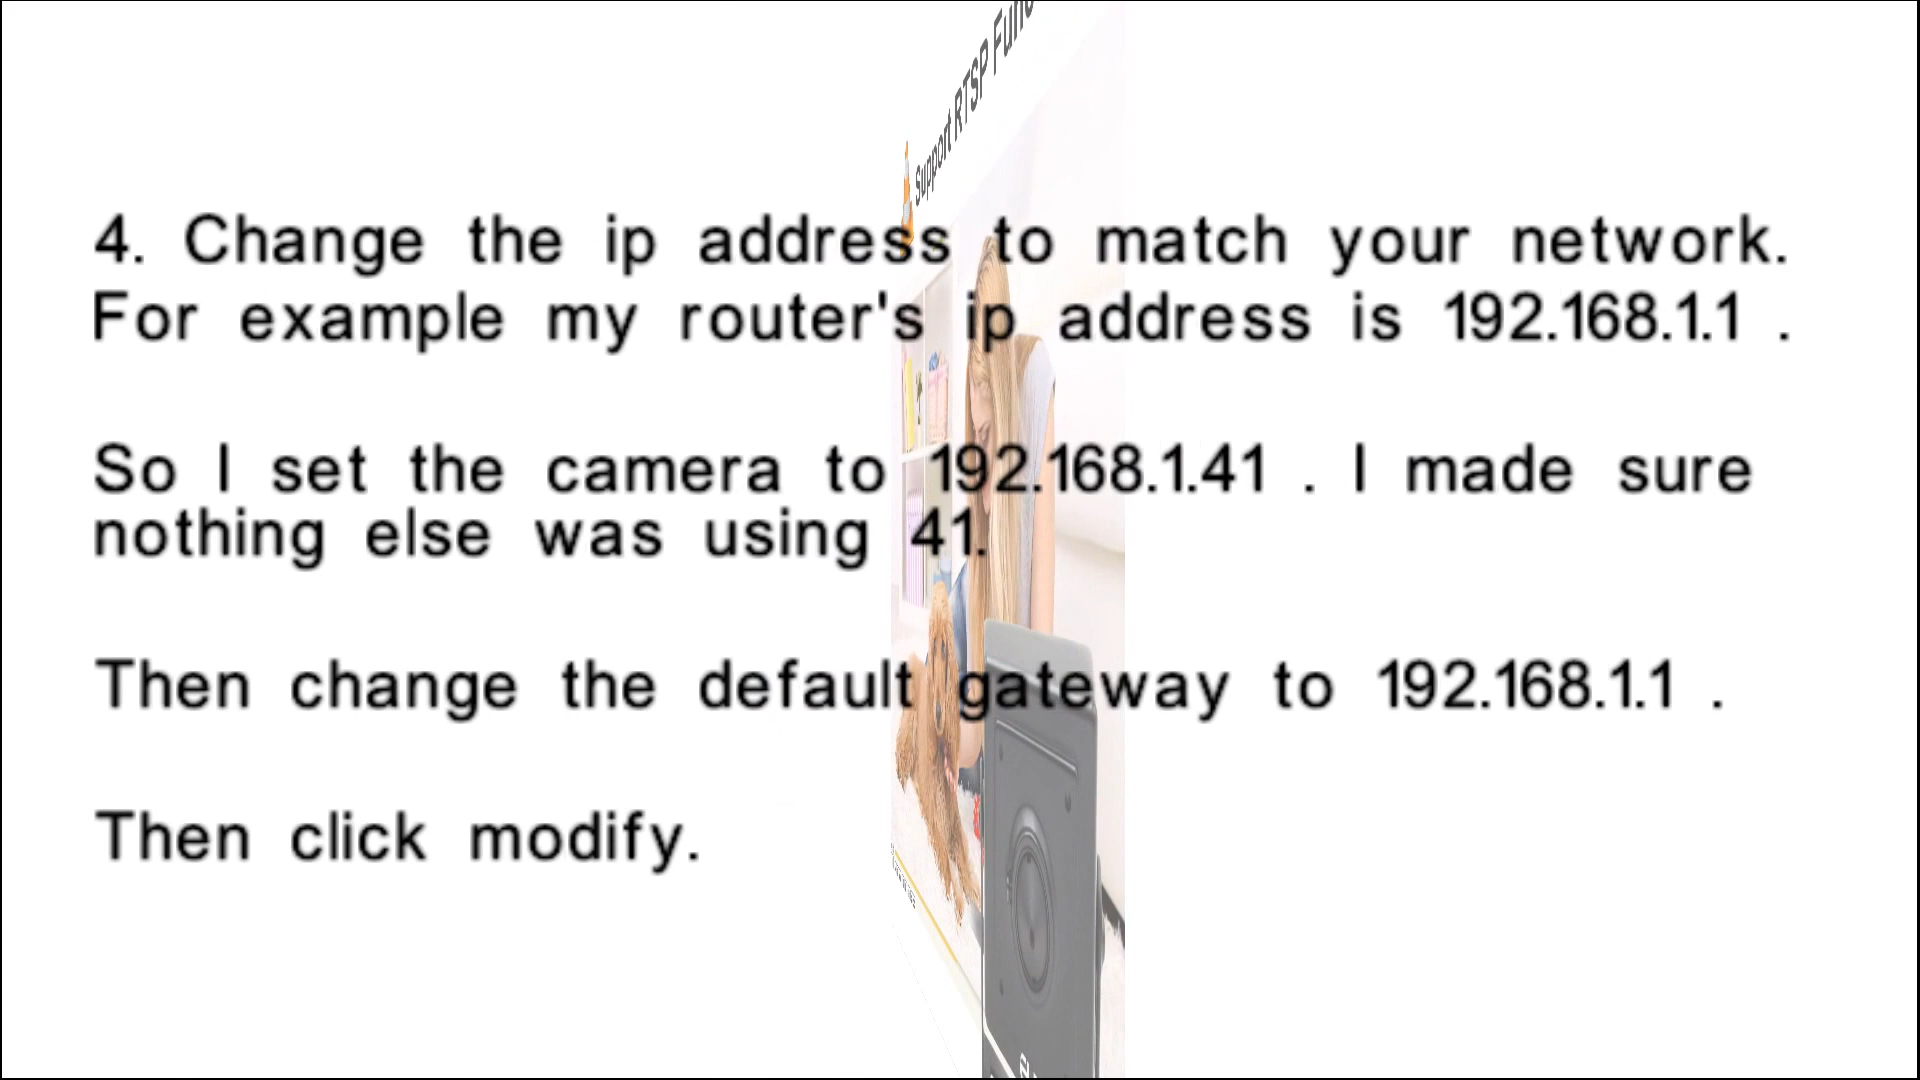 Support RTSP
4. Change the ip address to match your network.
For example my router's ip address is 192.168.1.1 .
So I set the camera to 192.168.1.41 . I made sure
nothing else was using 41.
Then change the default gateway to 192.168.1.1 .
Then click modify.